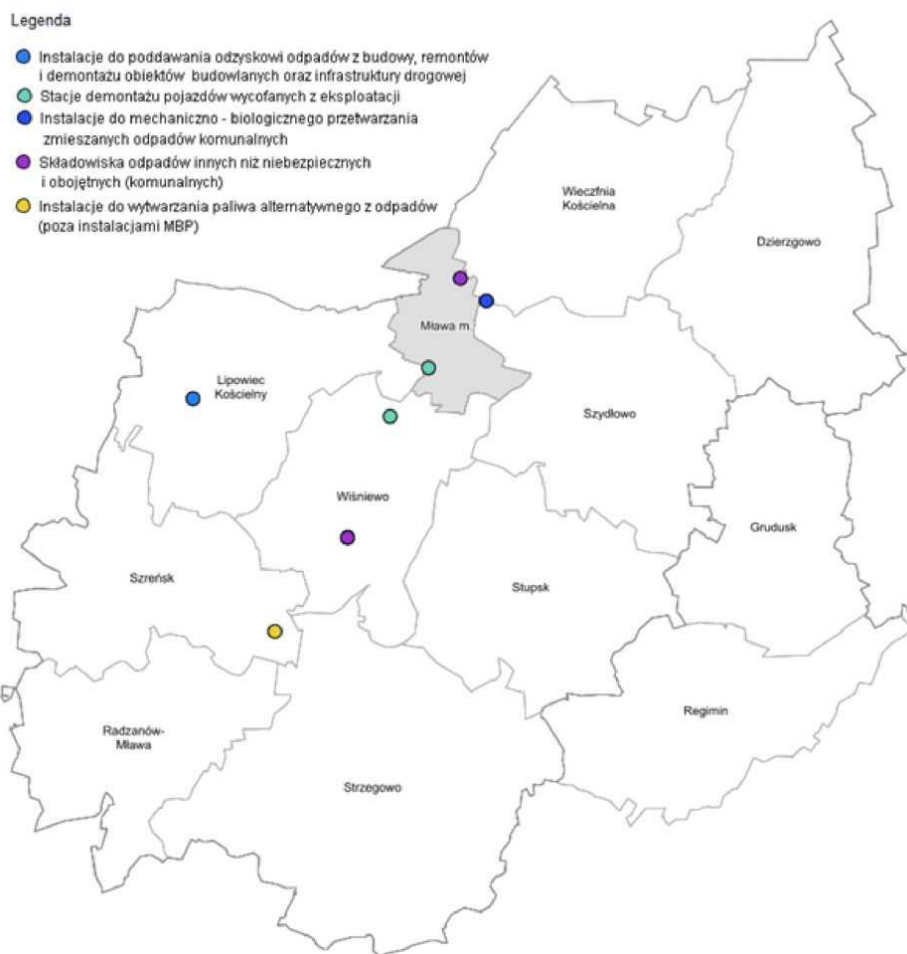 Legenda
Instalacje do poddawania odzyskowi odpadów z budowy, remontów
i demontażu obiektów budowlanych oraz infrastruktury drogowej
Stacje demontażu pojazdów wycofanych z eksploatacji
Instalacje do mechaniczno - biologicznego przetwarzania
zmieszanych odpadów komunalnych
Składowiska odpadów innych niż niebezpiecznych
i obojętnych (komunalnych)
Instalacje do wytwarzania paliwa alternatywnego z odpadów
(poza instalacjami MBP)
Wieczfnia
Kościelna
Dzierzgowo
Mława m.
Lipowiec
Kościelny
Szydłowo
Wiśniewo
Grudusk
Szreńsk
Stupsk
Regimin
Radzanów-
Mława
Strzegowo